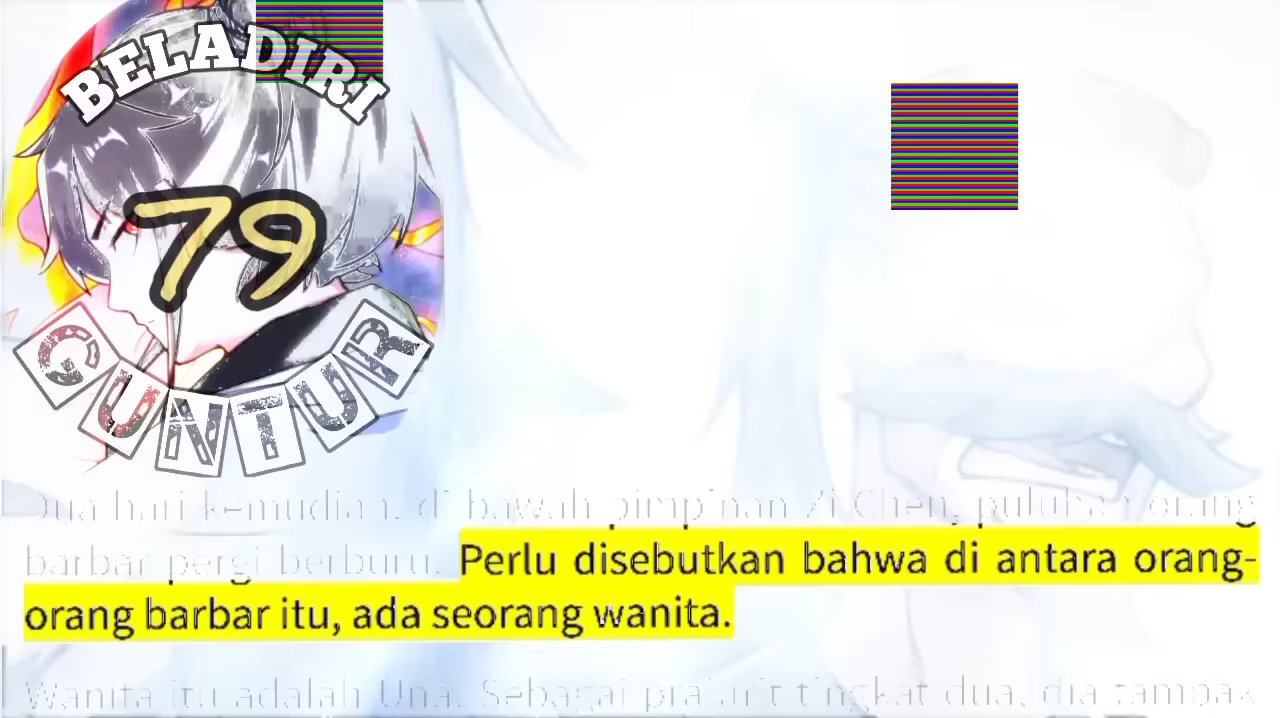 BELADIRI
79
GUNTUR
Dua hari kemudian, di bawah pimpinan Zi Chen, puluhan orang
barbar pergi berburu. Perlu disebutkan bahwa di antara orang-
orang barbar itu, ada seorang wanita.
Wanita itu adalah Una. Sebagai prajurit tingkat dua, dia tampak